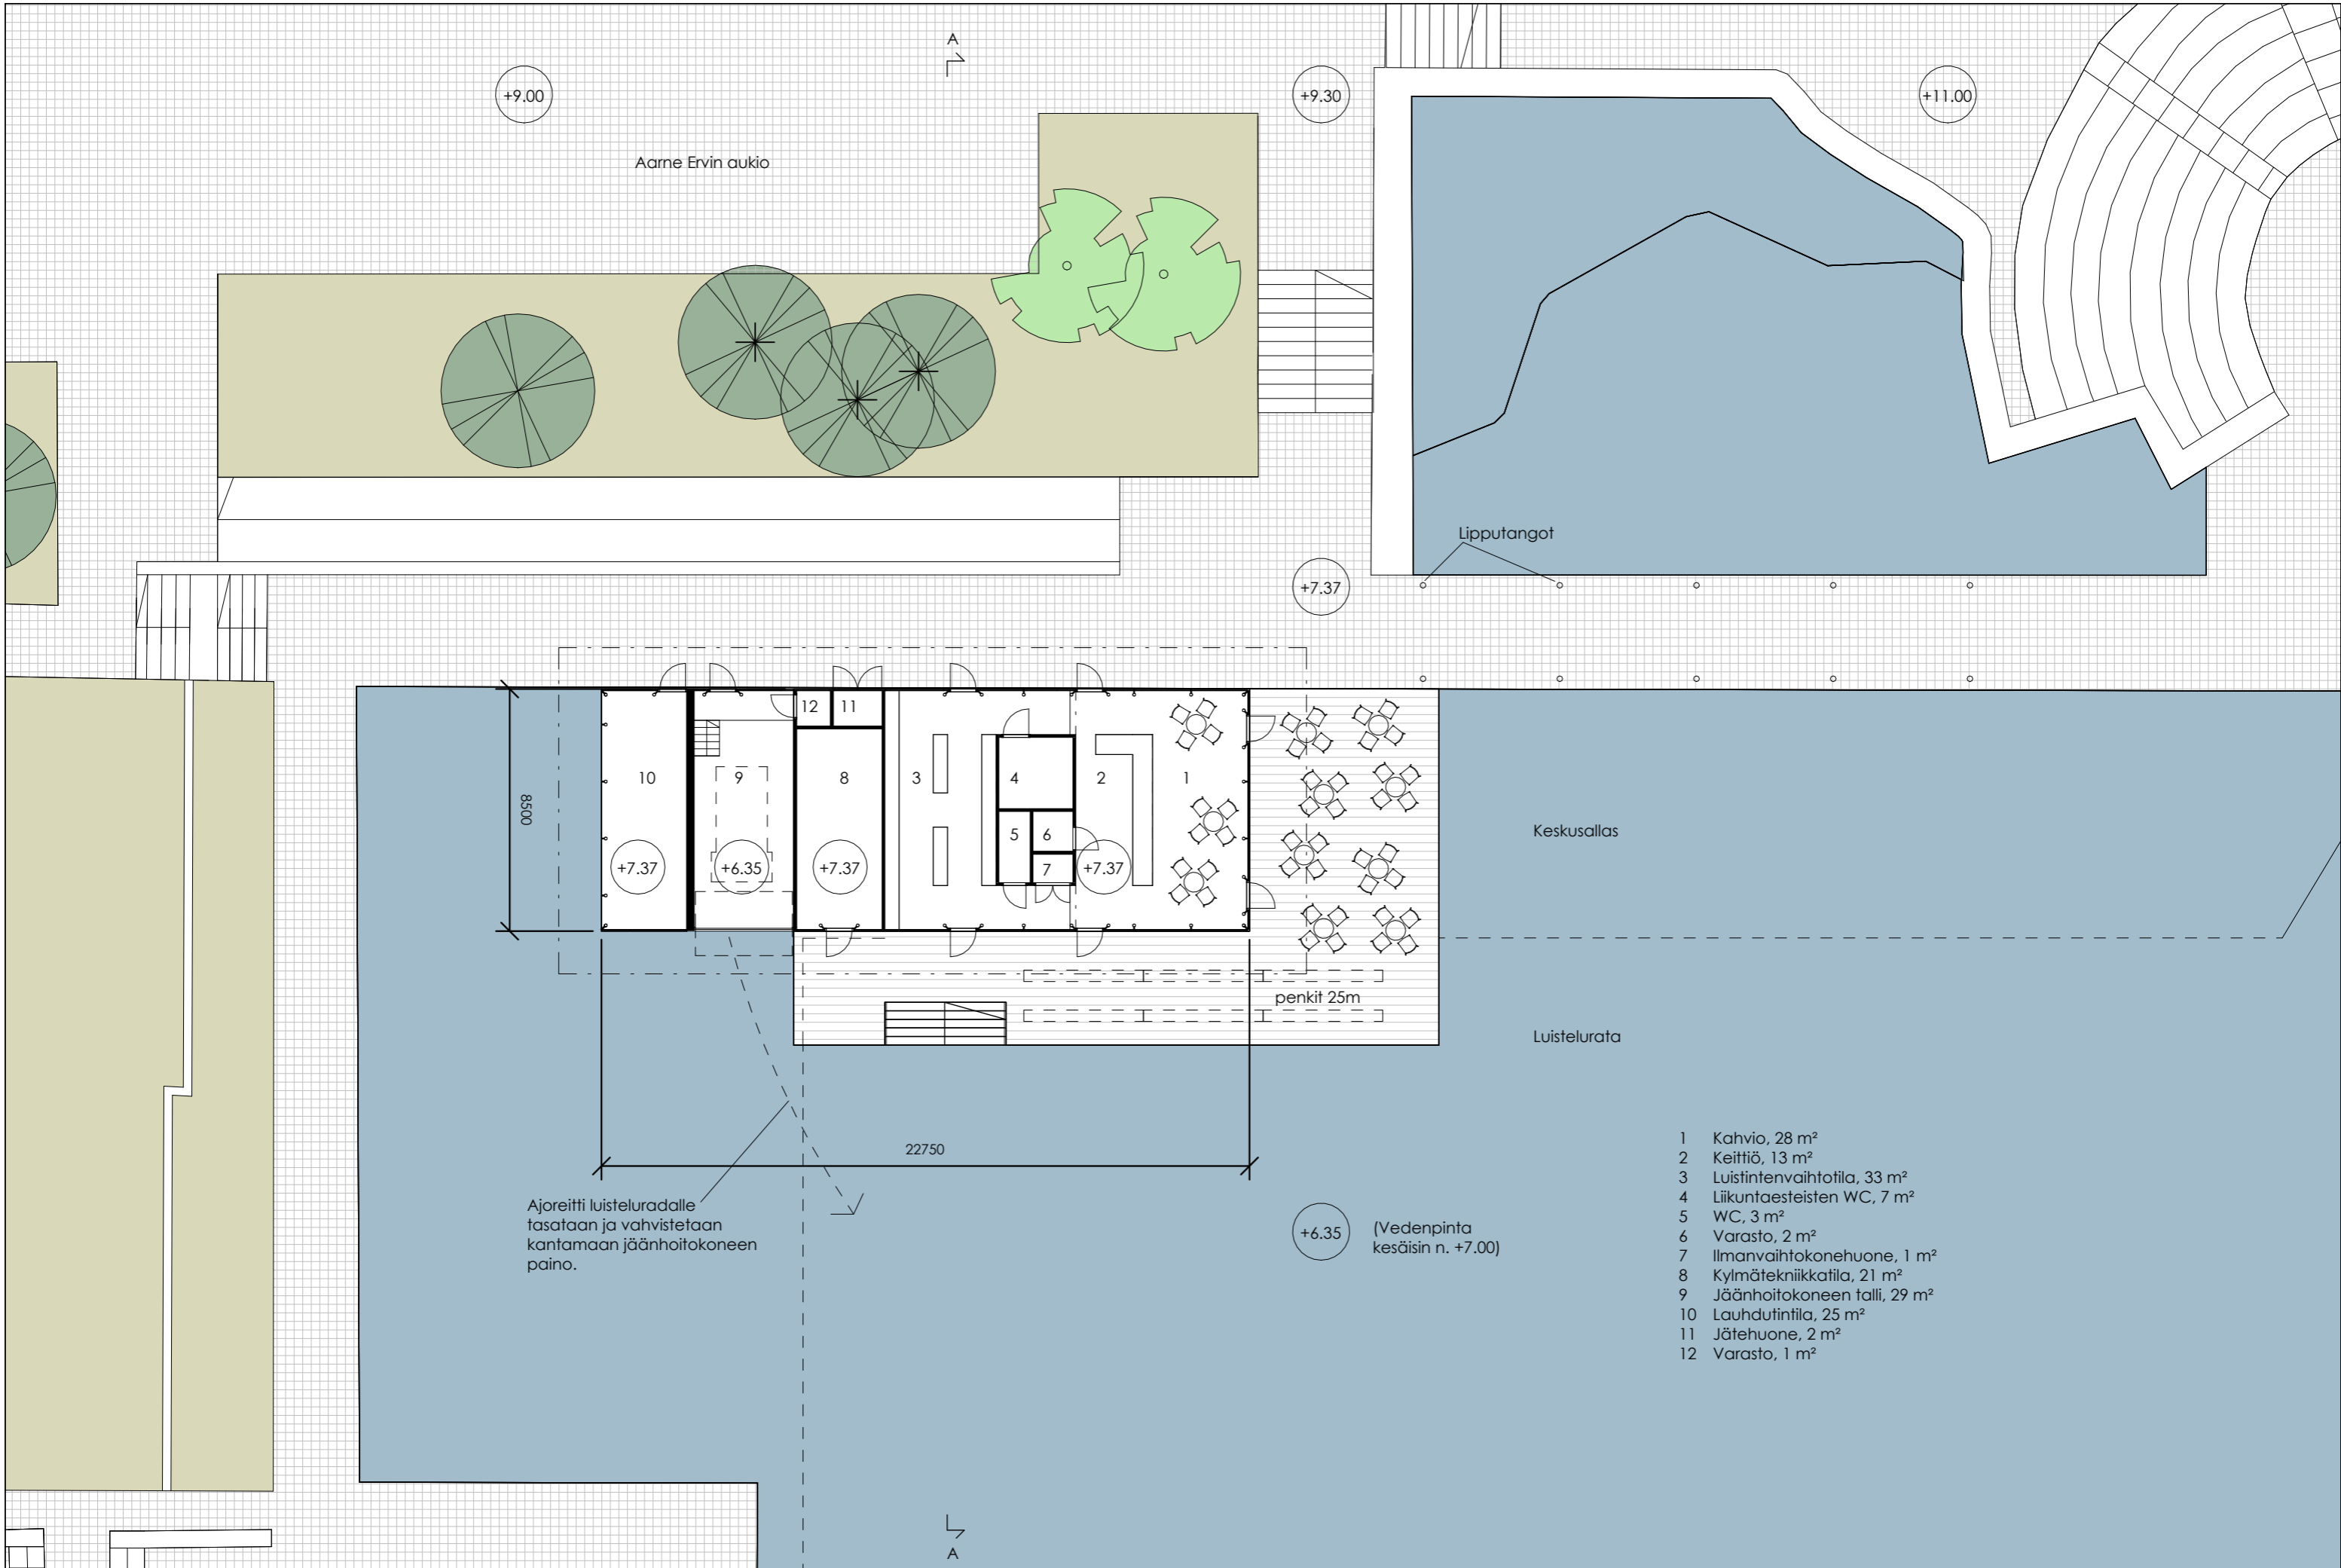 A
+9.00
+9.30
+11.00
Aarne Ervin aukio
Lipputangot
+7.37
12
11
10
9
8
3
4
2
1
5
6
7
8500
+7.37
+6.35
+7.37
+7.37
Keskusallas
penkit 25m
Luistelurata
22750
Ajoreitti luisteluradalle
tasataan ja vahvistetaan
kantamaan jäänhoitokoneen
paino.
+6.35
(Vedenpinta
kesäisin n. +7.00)
1 Kahvio, 28 m²
2 Keittiö, 13 m²
3 Luistintenvaihtotila, 33 m²
4 Liikuntaesteisten WC, 7 m²
5 WC, 3 m²
6 Varasto, 2 m²
7 Ilmanvaihtokonehuone, 1 m²
8 Kylmätekniikkatila, 21 m²
9 Jäänhoitokoneen talli, 29 m²
10 Lauhdutintila, 25 m²
11 Jätehuone, 2 m²
12 Varasto, 1 m²
A